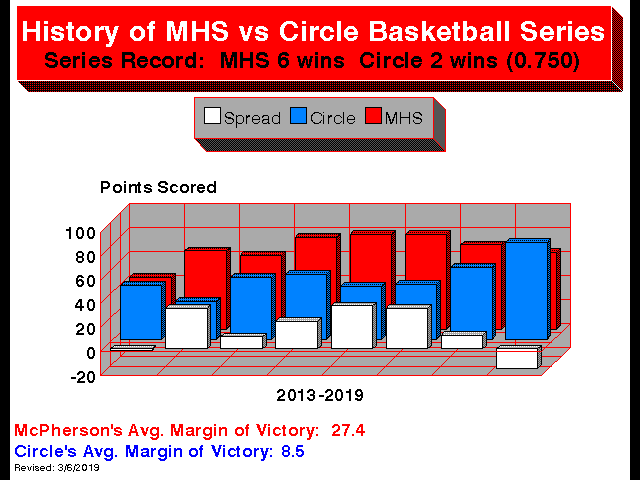 History of MHS vs Circle Basketball Series
Series Record:  MHS 6 wins  Circle 2 wins (0.750)
Spread Circle MHS
Points Scored
100
80
60
40
20
0
-20
2013-2019
McPherson's Avg. Margin of Victory:  27.4
Circle's Avg. Margin of Victory: 8.5
Revised: 3/6/2019